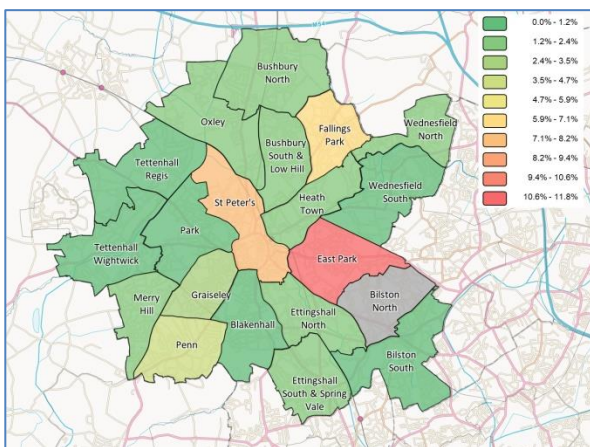 0.0% - 1.2%
1.2% - 2.4%
2.4% - 3.5%
3.5% - 4.7%
4.7% - 5.9%
5.9% - 7.1%
7.1% - 8.2%
8.2% - 9.4%
9.4% - 10.6%
10.6% - 11.8%
Bushbury
North
Oxley
Bushbury
South &
Low Hill
Fallings
Park
Wednesfield
North
Tettenhall
Regis
Wednesfield
South
St Peter's
Heath
Town
Park
Tettenhall
Wightwick
East Park
Merry
Hill
Graiseley
Bilston
North
Blakenhall
Ettingshall
North
Penn
Bilston
South
Ettingshall
South & Spring
Vale